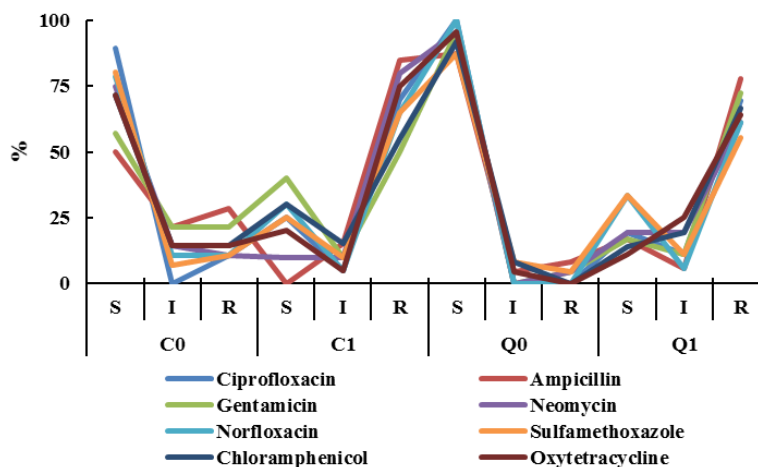 100
75
50
25
0
%
S I R S I R S I R S I R
C0 C1 Q0 Q1
Ciprofloxacin Ampicillin
Gentamicin Neomycin
Norfloxacin Sulfamethoxazole
Chloramphenicol Oxytetracycline